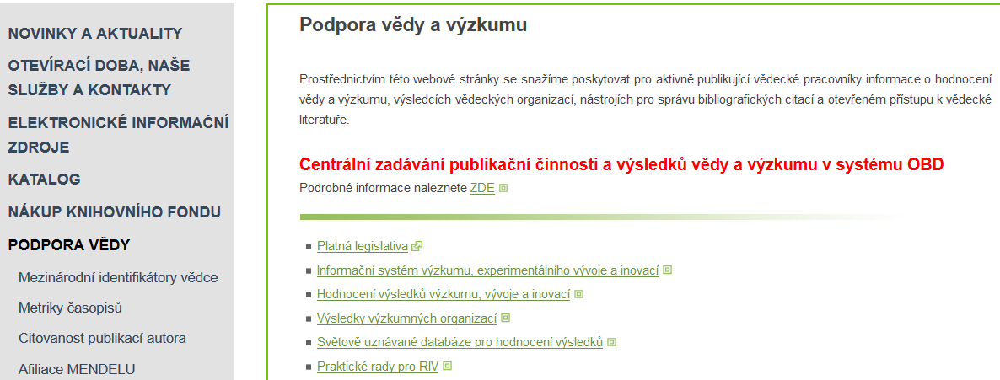 NOVINKY A AKTUALITY
OTEVÍRACÍ DOBA, NAŠE
SLUŽBY A KONTAKTY
ELEKTRONICKÉ INFORMAČNÍ
ZDROJE
KATALOG
NÁKUP KNIHOVNÍHO FONDU
PODPORA VĚDY
Mezinárodní identifikátory vědce
Metriky časopisů
Citovanost publikací autora
Afiliace MENDELU
Podpora vědy a výzkumu
Prostřednictvím této webové stránky se snažíme poskytovat pro aktivně publikující vědecké pracovníky informace o hodnocení
vědy a výzkumu, výsledcích vědeckých organizací, nástrojích pro správu bibliografických citací a otevřeném přístupu k vědecké
literatuře.
Centrální zadávání publikační činnosti a výsledků vědy a výzkumu v systému OBD
Podrobné informace naleznete ZDE
Platná legislativa
Informační systém výzkumu, experimentálního vývoje a inovací
Hodnocení výsledků výzkumu, vývoje a inovací
Výsledky výzkumných organizací
Světově uznávané databáze pro hodnocení výsledků
Praktické rady pro RIV